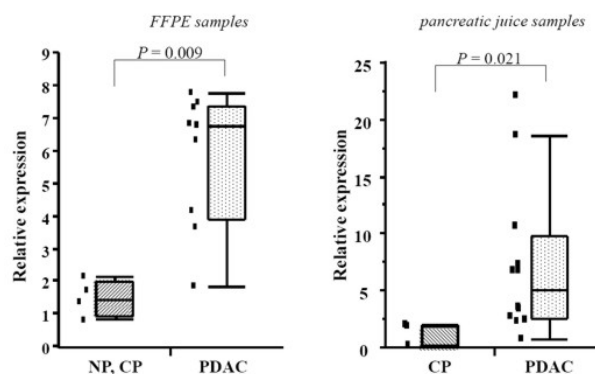 FFPE samples
P = 0.009
Relative expression
9
8
7
6
5
4
3
2
1
0
NP, CP
PDAC
pancreatic juice samples
P = 0.021
Relative expression
25
20
15
10
5
0
CP
PDAC